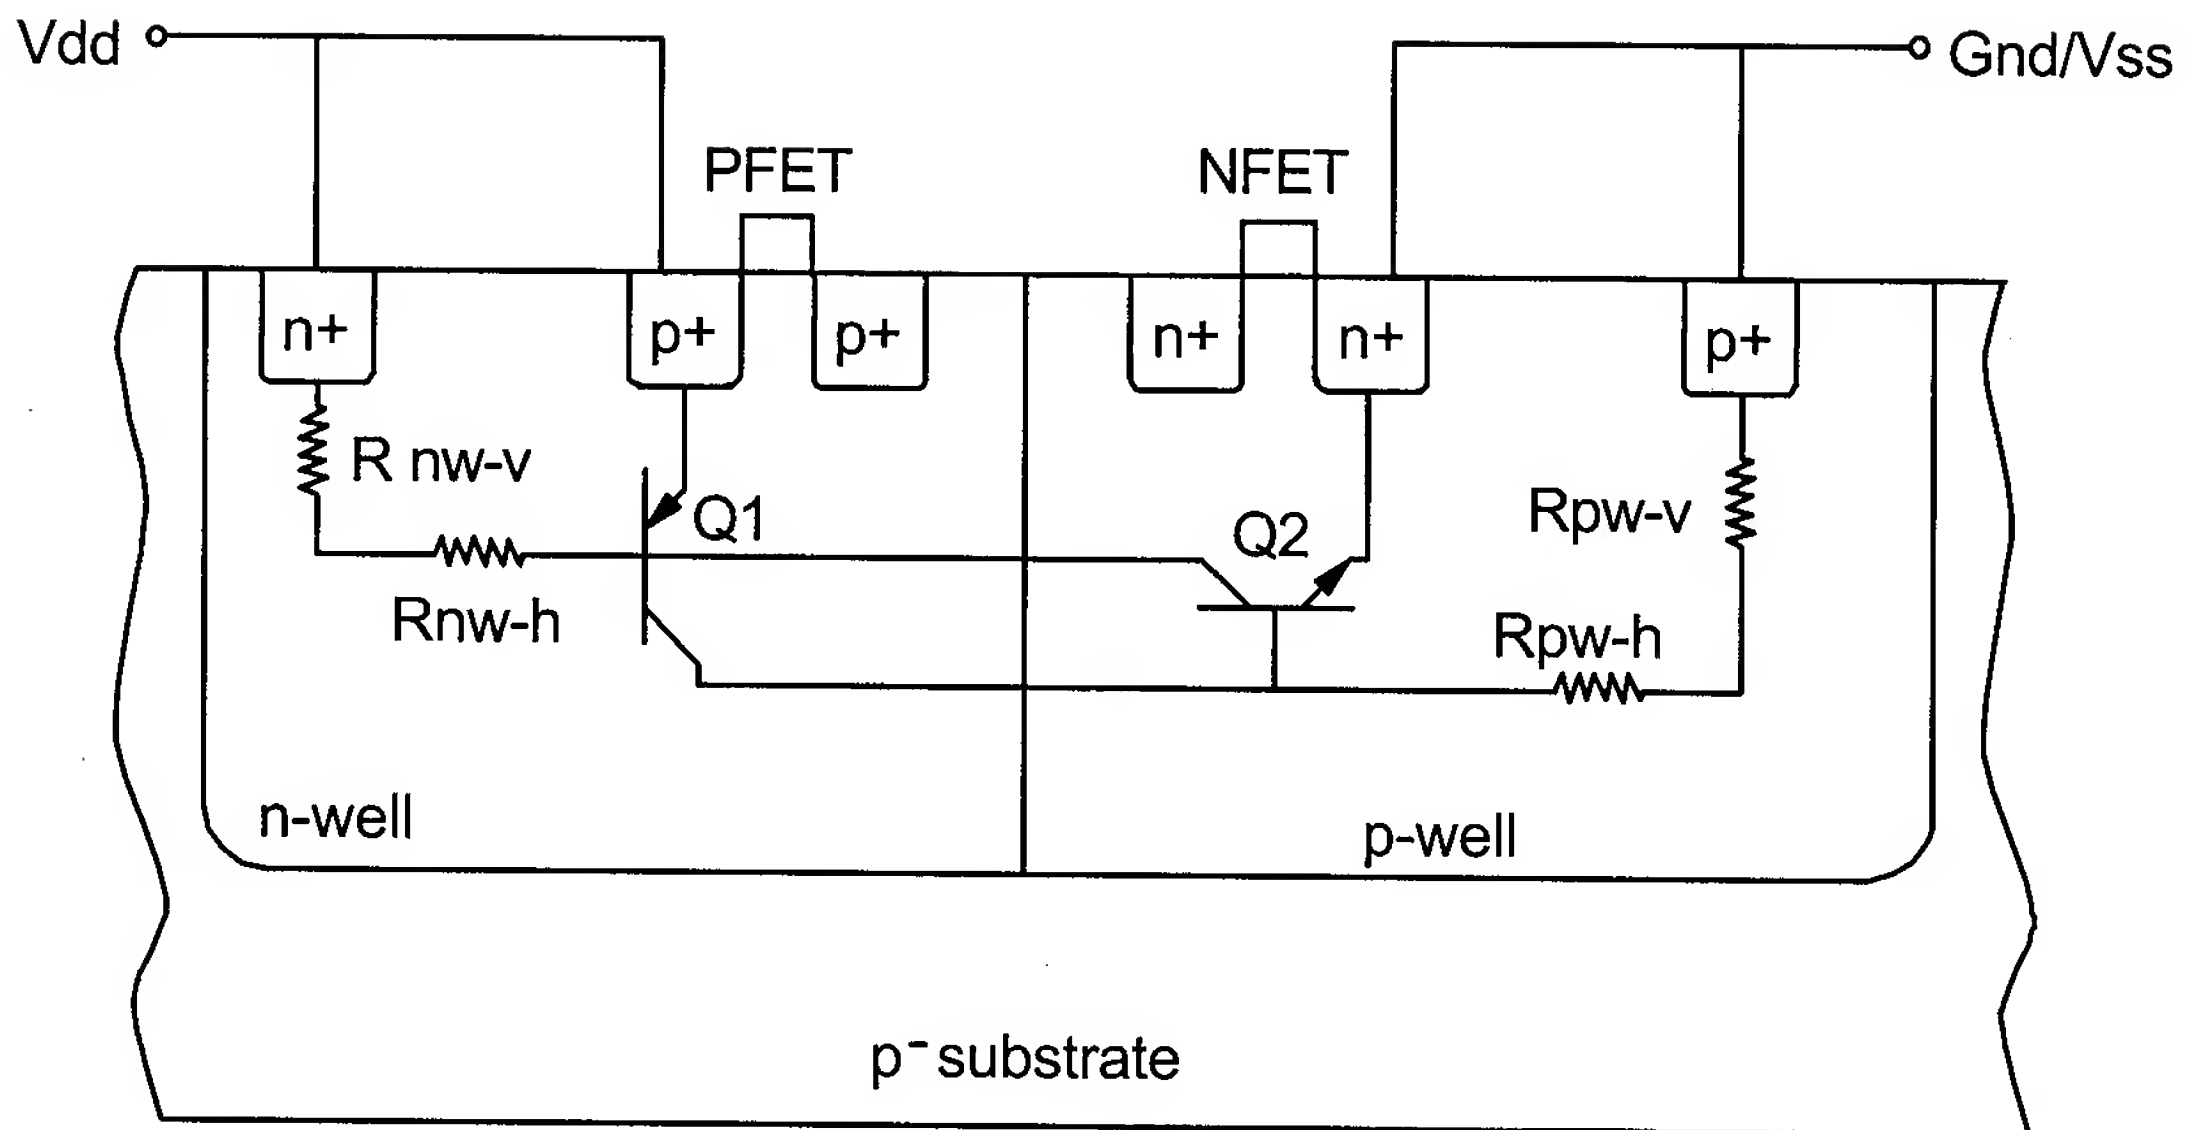 Vdd
Gnd/Vss
PFET
NFET
n+
p+
p+
n+
n+
p+
R nw-v
Q1
Rpw-v
Q2
Rnw-h
Rpw-h
n-well
p-well
p⁻ substrate